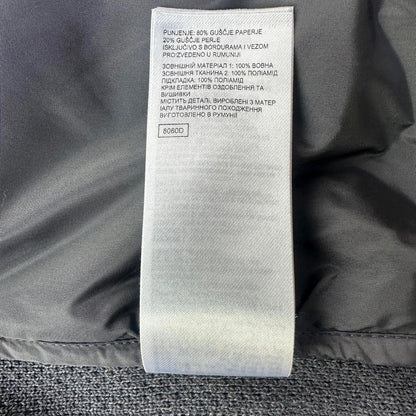 PUNJENJE: 80% GUŠČJE PAPERJE
20% GUŠČJE PERJE
ISKLJUČIVO S BORDURAMA I VEZOM
PROIZVEDENO U RUMUNIJI
ЗОВНІШНІЙ МАТЕРІАЛ 1: 100% ВОВНА
ЗОВНІШНЯ ТКАНИНА 2: 100% ПОЛІАМІД
ПІДКЛАДКА: 100% ПОЛІАМІД
КРІМ ЕЛЕМЕНТІВ ОЗДОБЛЕННЯ ТА
ВИШИВКИ
МІСТИТЬ ДЕТАЛІ, ВИРОБЛЕНІ З МАТЕР
ІАЛУ ТВАРИННОГО ПОХОДЖЕННЯ
ВИГОТОВЛЕНО В РУМУНІЇ
8060D